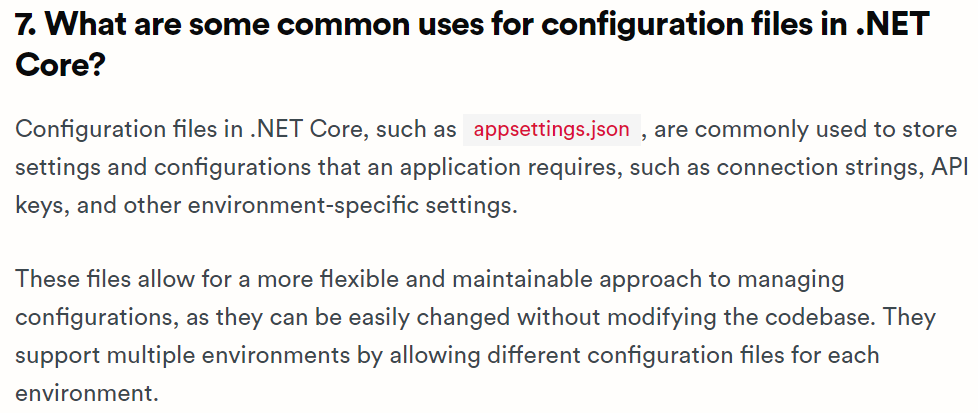 7. What are some common uses for configuration files in .NET
Core?
Configuration files in .NET Core, such as appsettings.json , are commonly used to store
settings and configurations that an application requires, such as connection strings, API
keys, and other environment-specific settings.
These files allow for a more flexible and maintainable approach to managing
configurations, as they can be easily changed without modifying the codebase. They
support multiple environments by allowing different configuration files for each
environment.